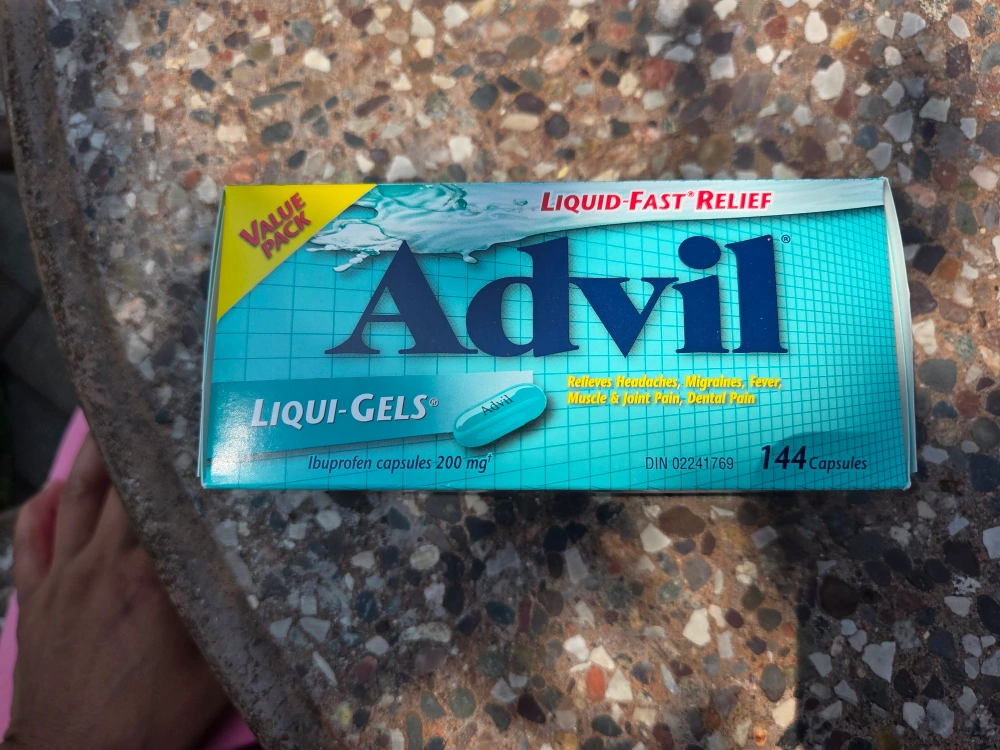 VALUE
PACK
LIQUID-FAST® RELIEF
Advil®
LIQUI-GELS®
Advil
Relieves Headaches, Migraines, Fever,
Muscle & Joint Pain, Dental Pain
Ibuprofen capsules 200 mg†
DIN 02241769
144 Capsules